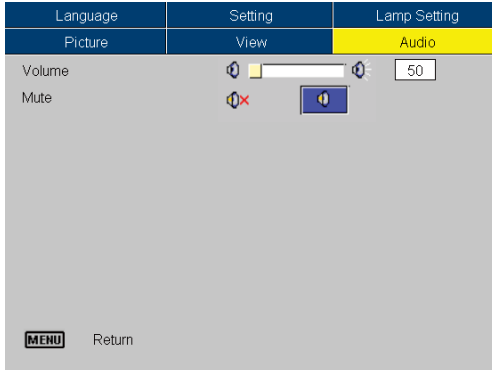 Language Setting Lamp Setting
Picture View Audio
Volume 50
Mute
MENU Return